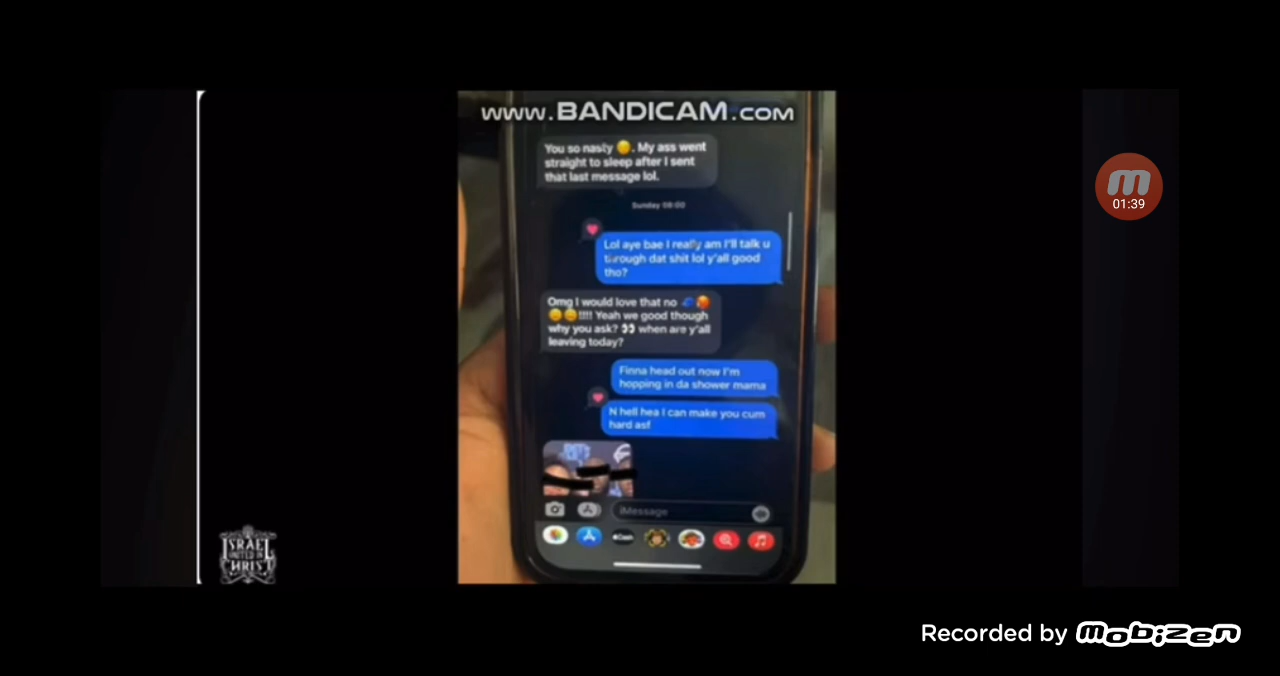 www.BANDICAM.com
You so nasty 😕. My ass went
straight to sleep after I sent
that last message lol.
Sunday 08:00
Lol aye bae I really am I'll talk u
through dat shit lol y'all good
tho?
Omg I would love that no 🧢🥵
!!!! Yeah we good though
why you ask? 👀 when are y'all
leaving today?
Finna head out now I'm
hopping in da shower mama
N hell hea I can make you cum
hard asf
iMessage
Cash
01:39
ISRAEL
UNITED IN
CHRIST
Recorded by Mobizen